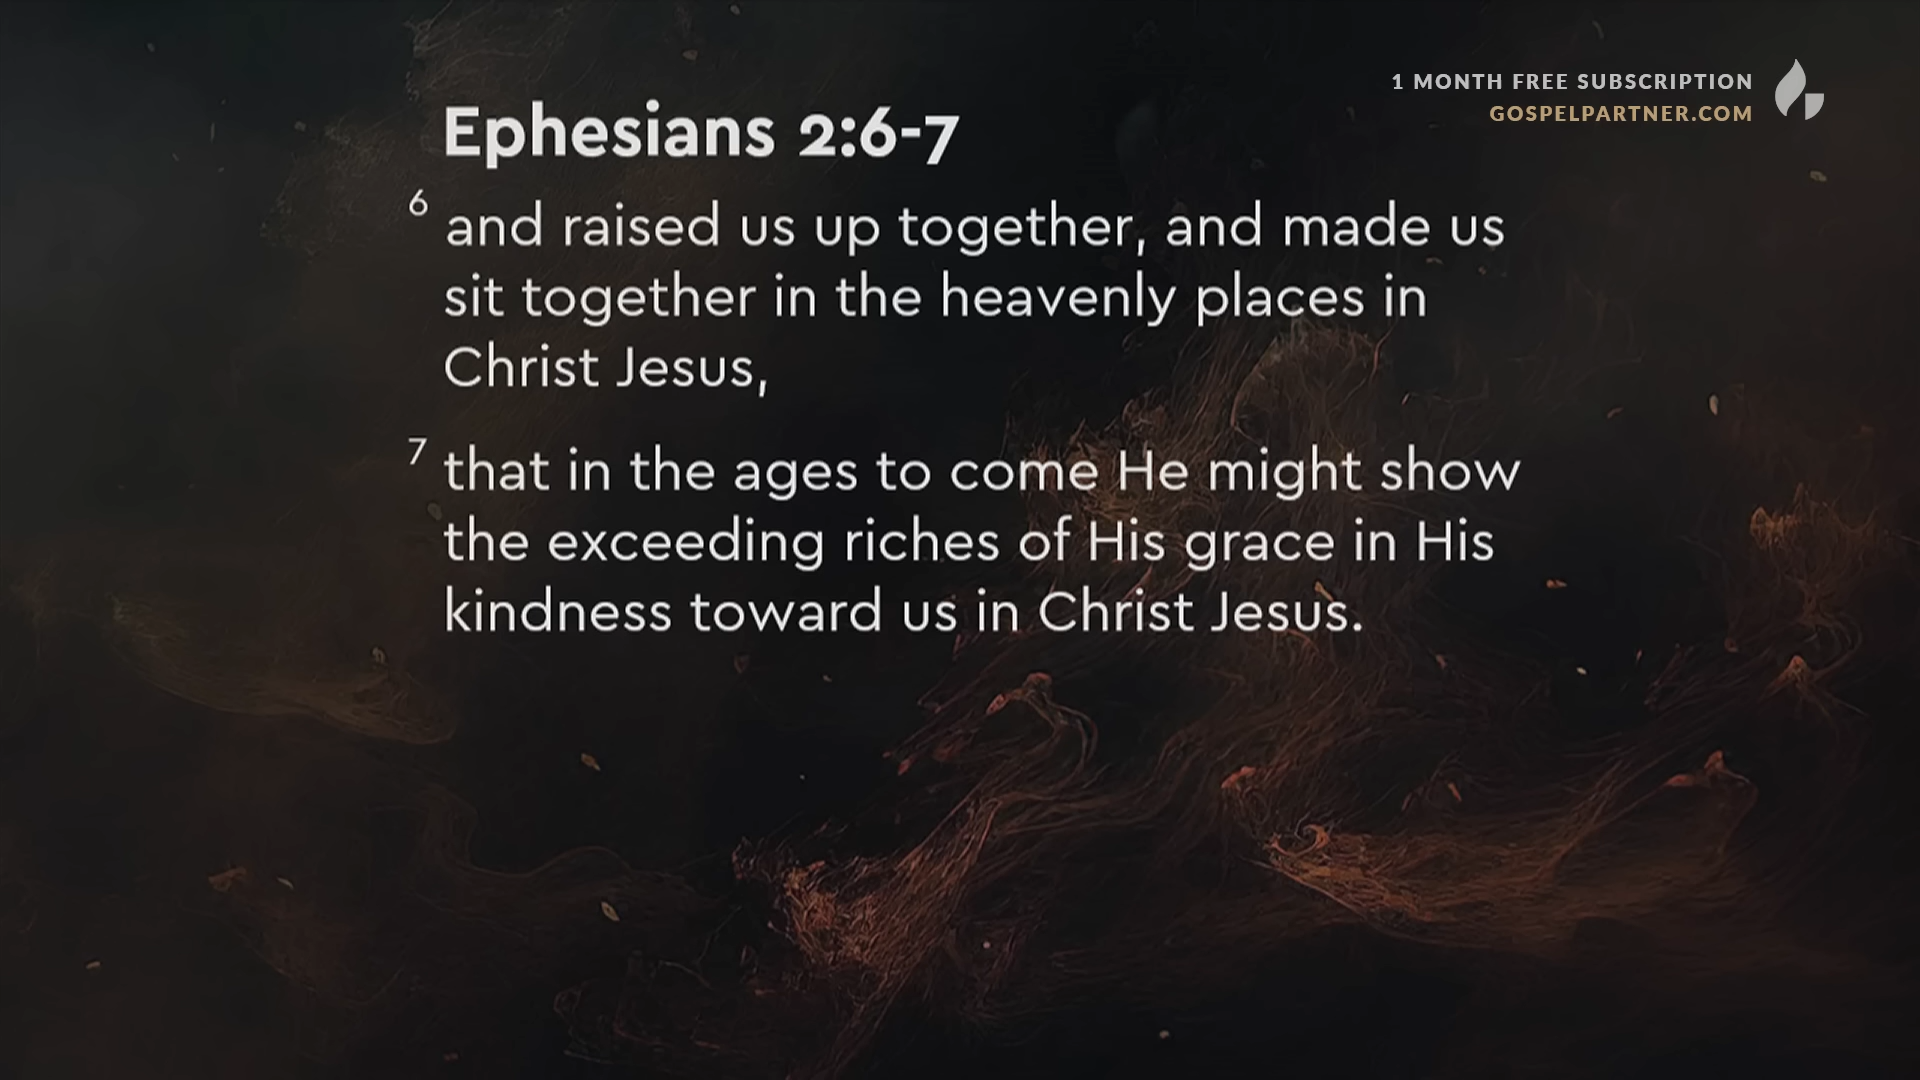 1 MONTH FREE SUBSCRIPTION
GOSPELPARTNER.COM
Ephesians 2:6-7
6 and raised us up together, and made us
sit together in the heavenly places in
Christ Jesus,
7 that in the ages to come He might show
the exceeding riches of His grace in His
kindness toward us in Christ Jesus.